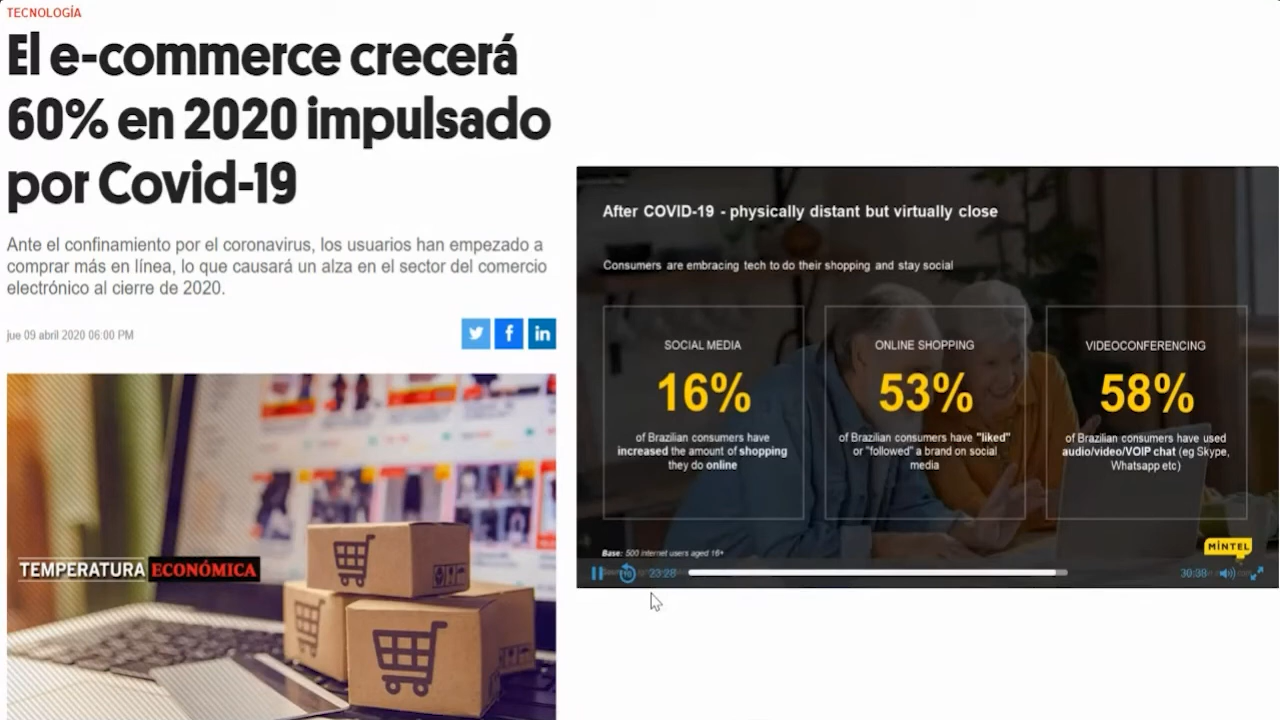 TECNOLOGÍA
El e-commerce crecerá
60% en 2020 impulsado
por Covid-19
Ante el confinamiento por el coronavirus, los usuarios han empezado a
comprar más en línea, lo que causará un alza en el sector del comercio
electrónico al cierre de 2020.
jue 09 abril 2020 06:00 PM
TEMPERATURA ECONÓMICA
After COVID-19 - physically distant but virtually close
Consumers are embracing tech to do their shopping and stay social
SOCIAL MEDIA
16%
of Brazilian consumers have
increased the amount of shopping
they do online
ONLINE SHOPPING
53%
of Brazilian consumers have "liked"
or "followed" a brand on social
media
VIDEOCONFERENCING
58%
of Brazilian consumers have used
audio/video/VOIP chat (eg Skype,
Whatsapp etc)
Base: 500 internet users aged 16+
MINTEL
10
23:28
30:38